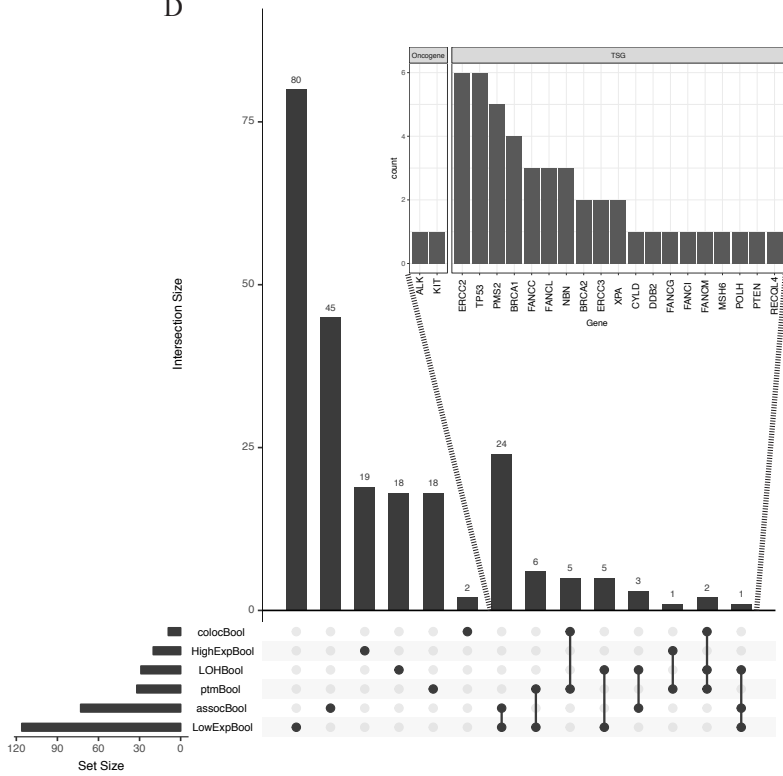 D
Oncogene
TSG
6
4
2
0
count
ALK
KIT
ERCC2
TP53
PMS2
BRCA1
FANCC
FANCL
NBN
BRCA2
ERCC3
XPA
CYLD
DDB2
FANCG
FANCI
FANCM
MSH6
POLH
PTEN
RECQL4
Gene
75
50
25
0
Intersection Size
80
45
19
18
18
2
24
6
5
5
3
1
2
1
colocBool
HighExpBool
LOHBool
ptmBool
assocBool
LowExpBool
120 90 60 30 0
Set Size